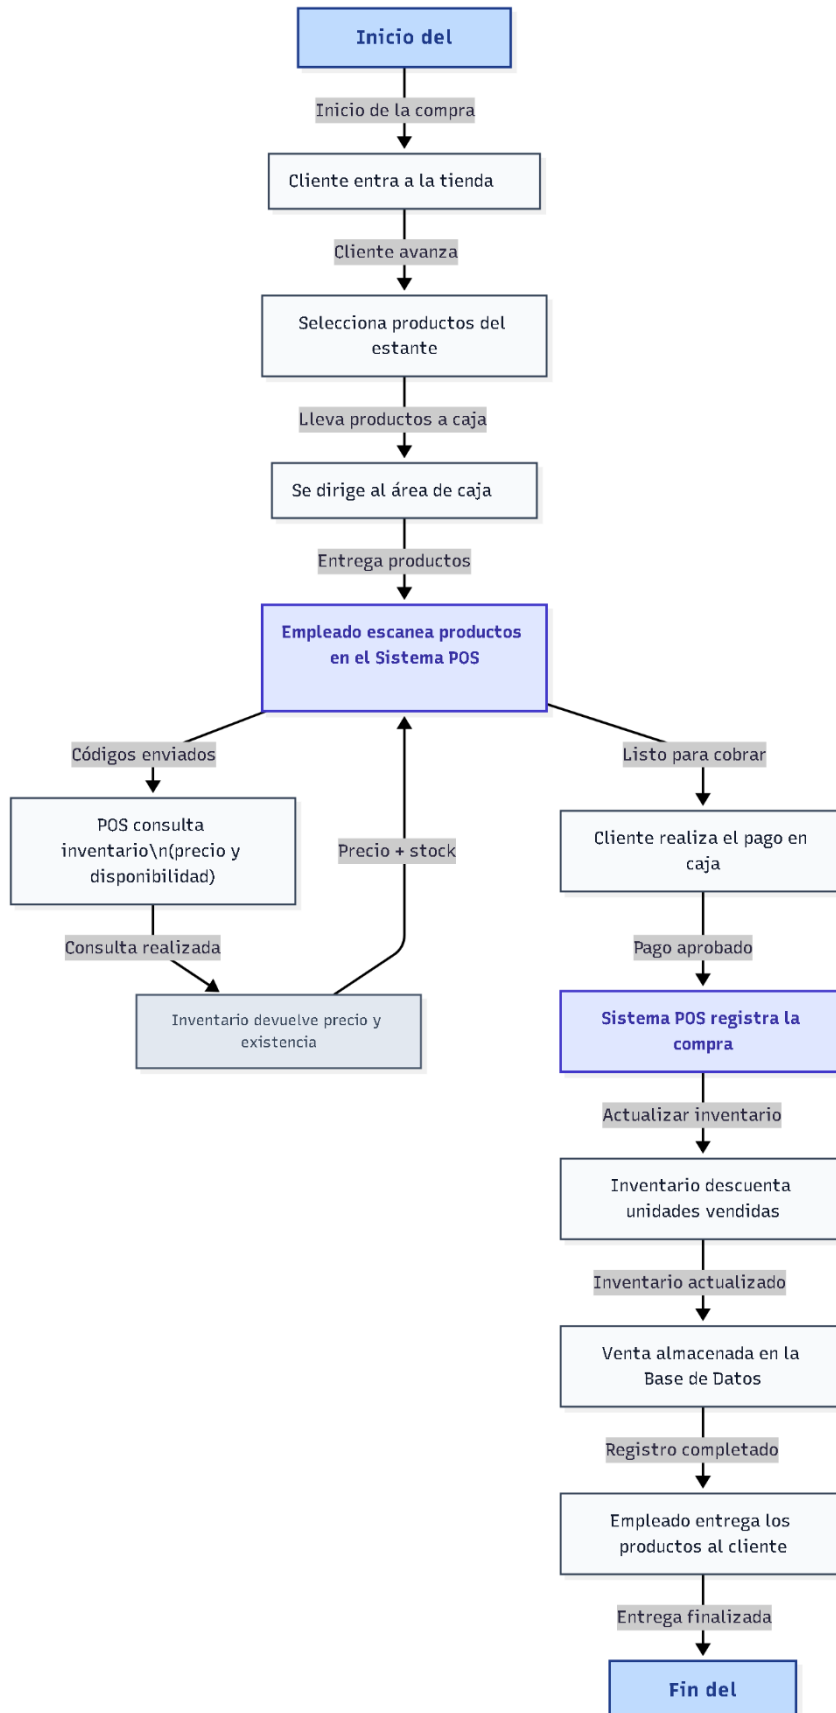 Inicio del
Inicio de la compra
Cliente entra a la tienda
Cliente avanza
Selecciona productos del
estante
Lleva productos a caja
Se dirige al área de caja
Entrega productos
Empleado escanea productos
en el Sistema POS
Códigos enviados
POS consulta
inventario\n(precio y
disponibilidad)
Consulta realizada
Inventario devuelve precio y
existencia
Precio + stock
Listo para cobrar
Cliente realiza el pago en
caja
Pago aprobado
Sistema POS registra la
compra
Actualizar inventario
Inventario descuenta
unidades vendidas
Inventario actualizado
Venta almacenada en la
Base de Datos
Registro completado
Empleado entrega los
productos al cliente
Entrega finalizada
Fin del